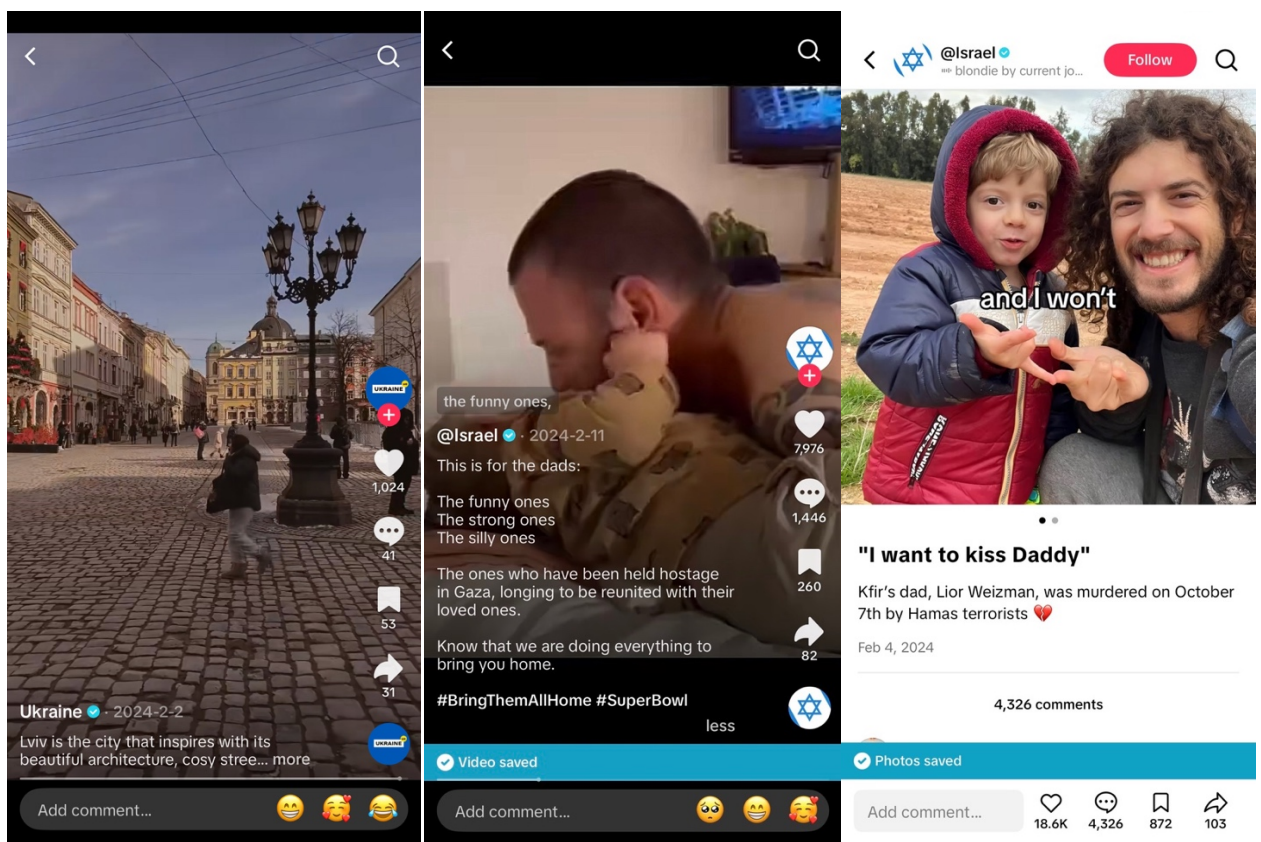 UKRAINE
1,024
41
53
31
Ukraine · 2024-2-2
Lviv is the city that inspires with its
beautiful architecture, cosy stree... more
UKRAINE
Add comment...
the funny ones,
@Israel · 2024-2-11
This is for the dads:
The funny ones
The strong ones
The silly ones
The ones who have been held hostage
in Gaza, longing to be reunited with their
loved ones.
Know that we are doing everything to
bring you home.
#BringThemAllHome #SuperBowl
less
7,976
1,446
260
82
Video saved
Add comment...
@Israel
blondie by current jo...
Follow
and I won't
"I want to kiss Daddy"
Kfir's dad, Lior Weizman, was murdered on October
7th by Hamas terrorists 💔
Feb 4, 2024
4,326 comments
Photos saved
Add comment...
18.6K
4,326
872
103